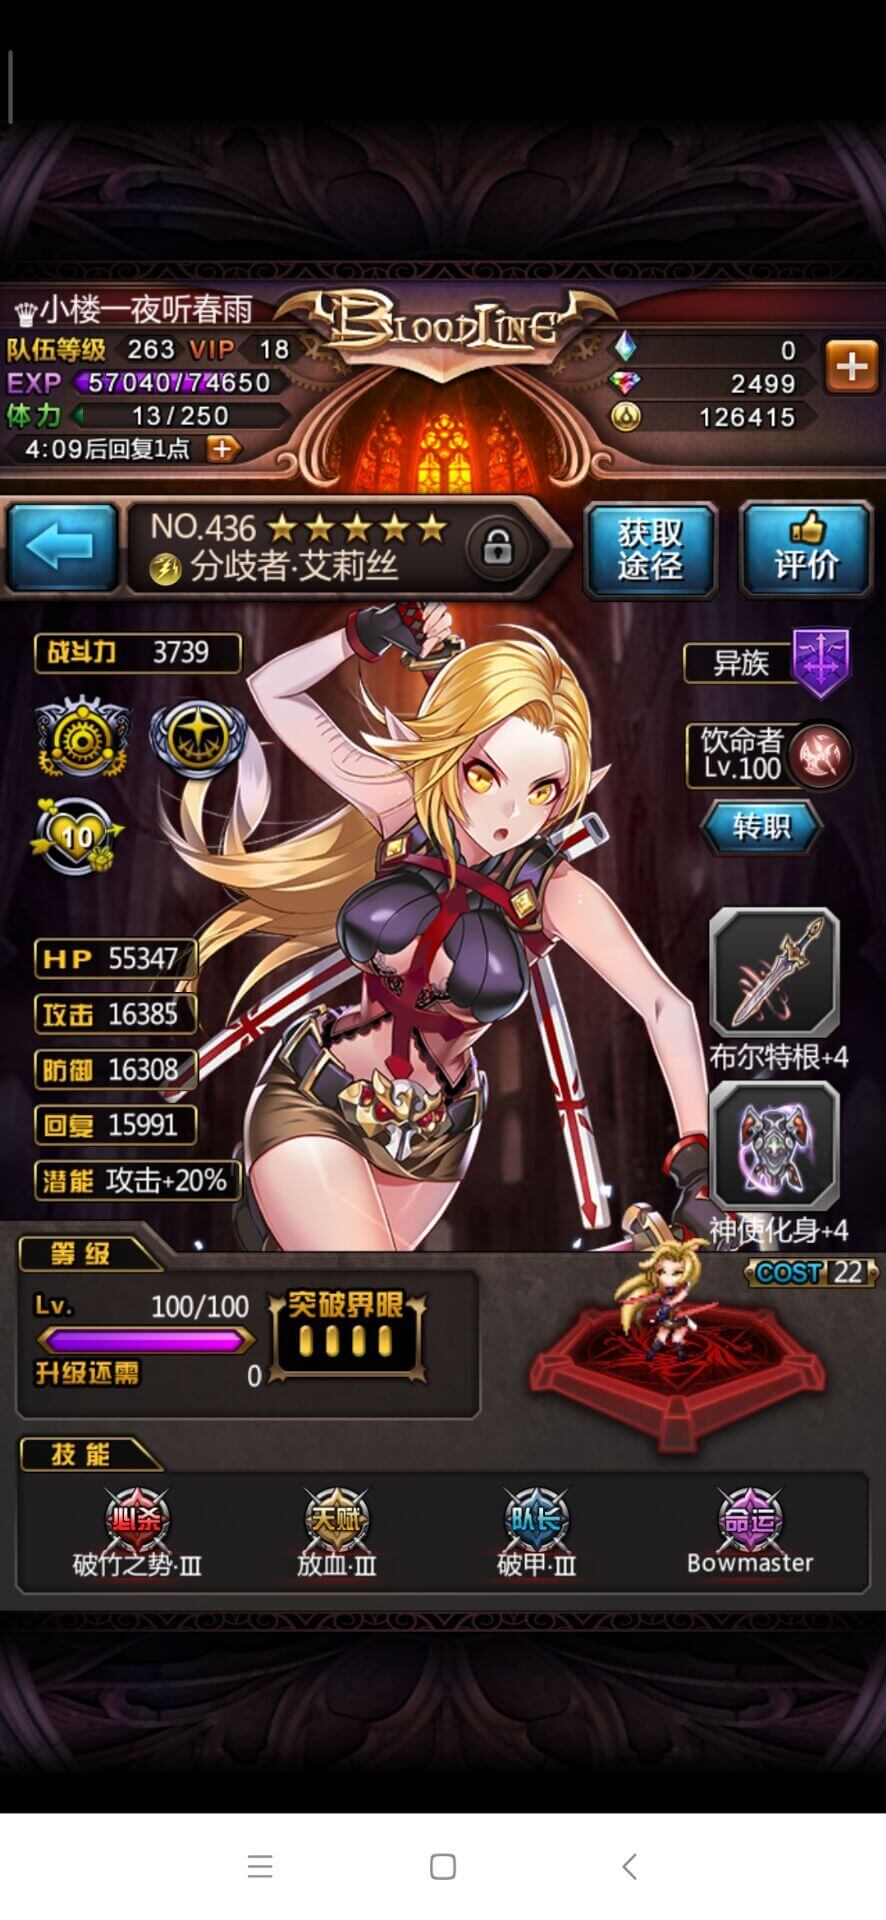 小楼一夜听春雨
BLOODLINE
队伍等级 263 VIP 18
0
EXP 57040/74650
2499
体力 13/250
126415
4:09后回复1点
NO.436
分歧者·艾莉丝
获取
途径
评价
战斗力 3739
异族
饮命者
Lv.100
10
转职
HP 55347
攻击 16385
布尔特根+4
防御 16308
回复 15991
潜能 攻击+20%
神使化身+4
等级
COST 22
Lv. 100/100
突破界限
升级还需 0
技能
必杀
天赋
队长
命运
破竹之势·III
放血·III
破甲·III
Bowmaster